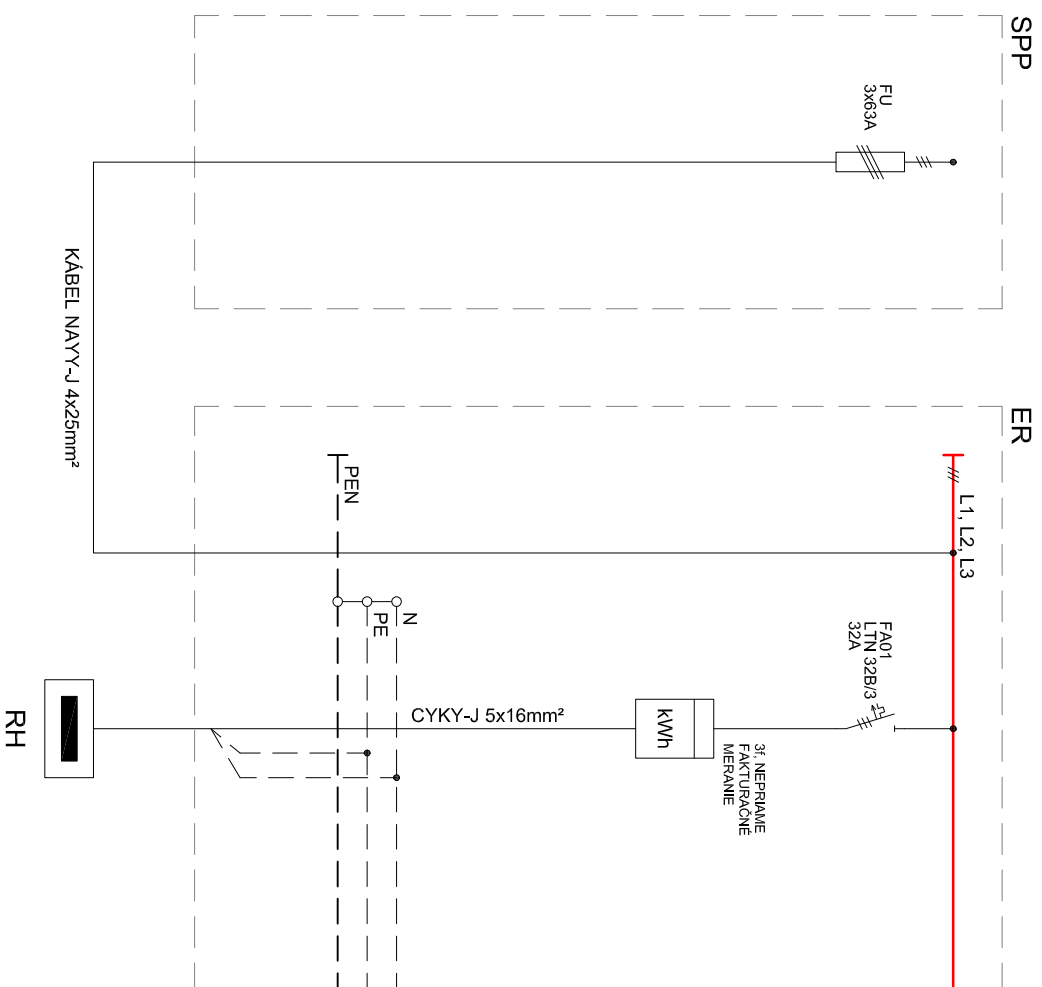 SPP
FU
3x63A
KÁBEL NAYY-J 4x25mm²
ER
L1, L2, L3
PEN
N
PE
FA01
LTN 32B/3
32A
CYKY-J 5x16mm²
kWh
3f, NEPRIAME
FAKTURAČNÉ
MERANIE
RH